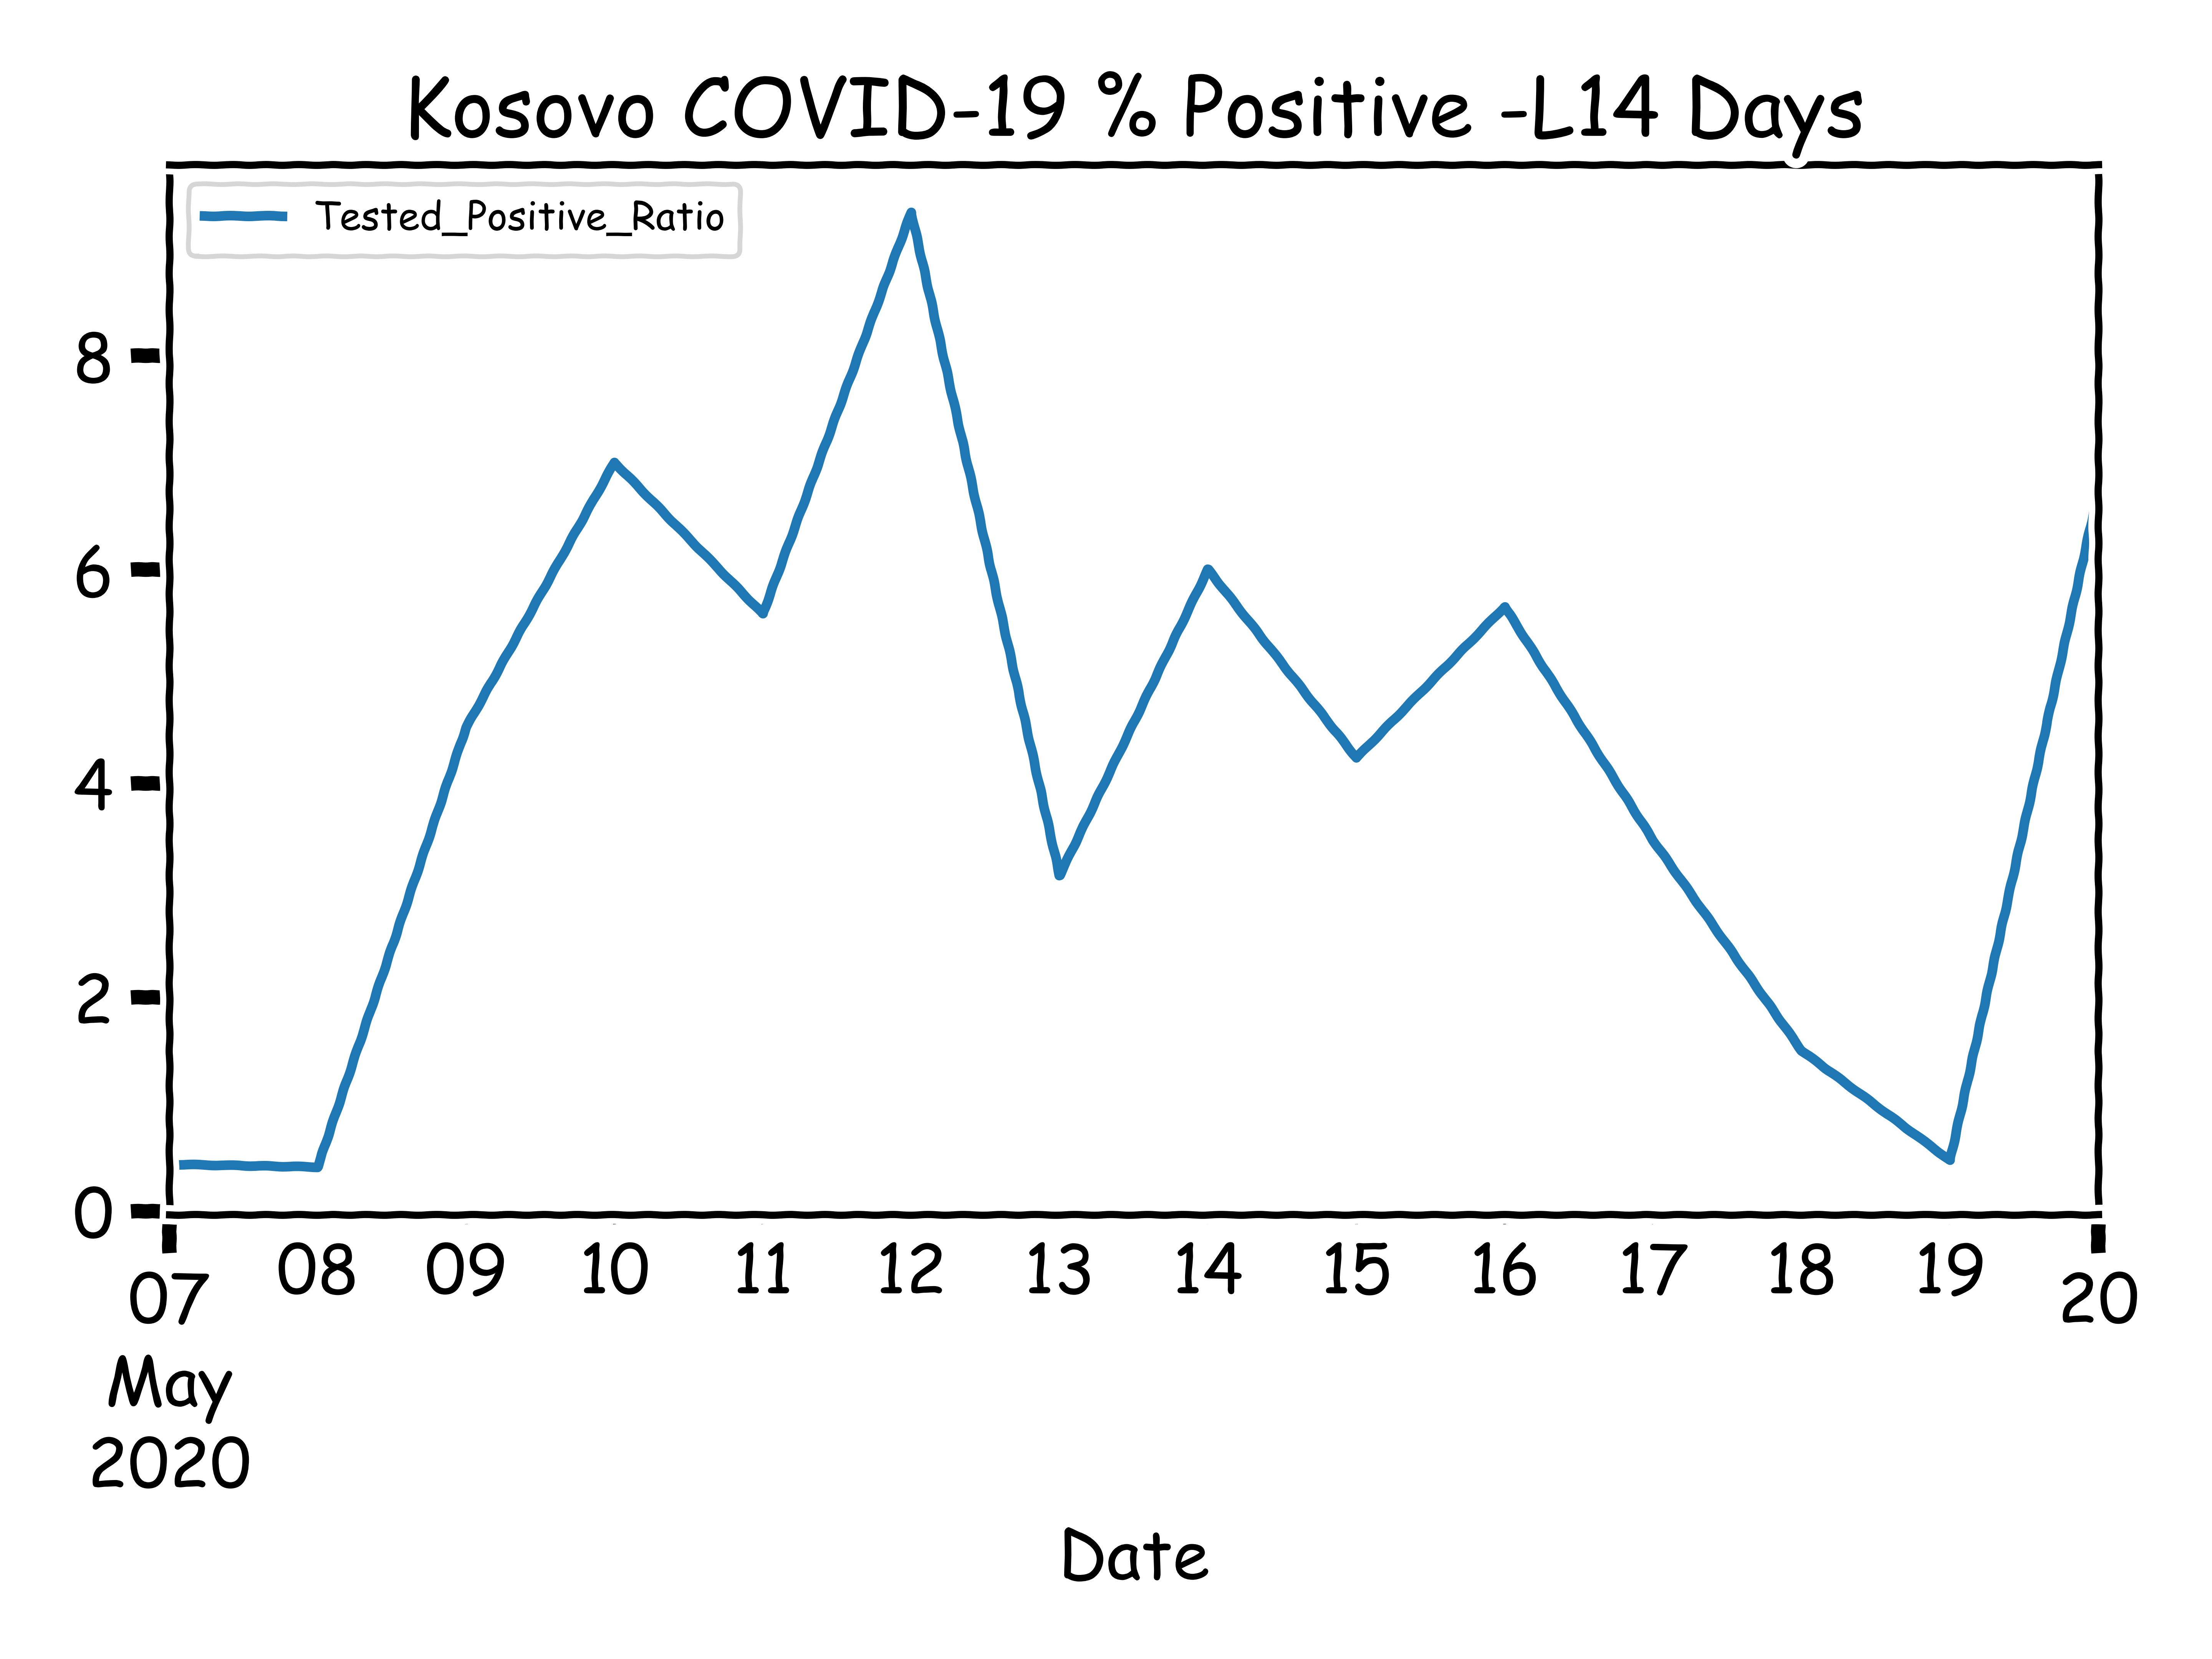 Kosovo COVID-19 % Positive -L14 Days
Tested_Positive_Ratio
8
6
4
2
0
08 09 10 11 12 13 14 15 16 17 18 19
07 20
May
2020
Date